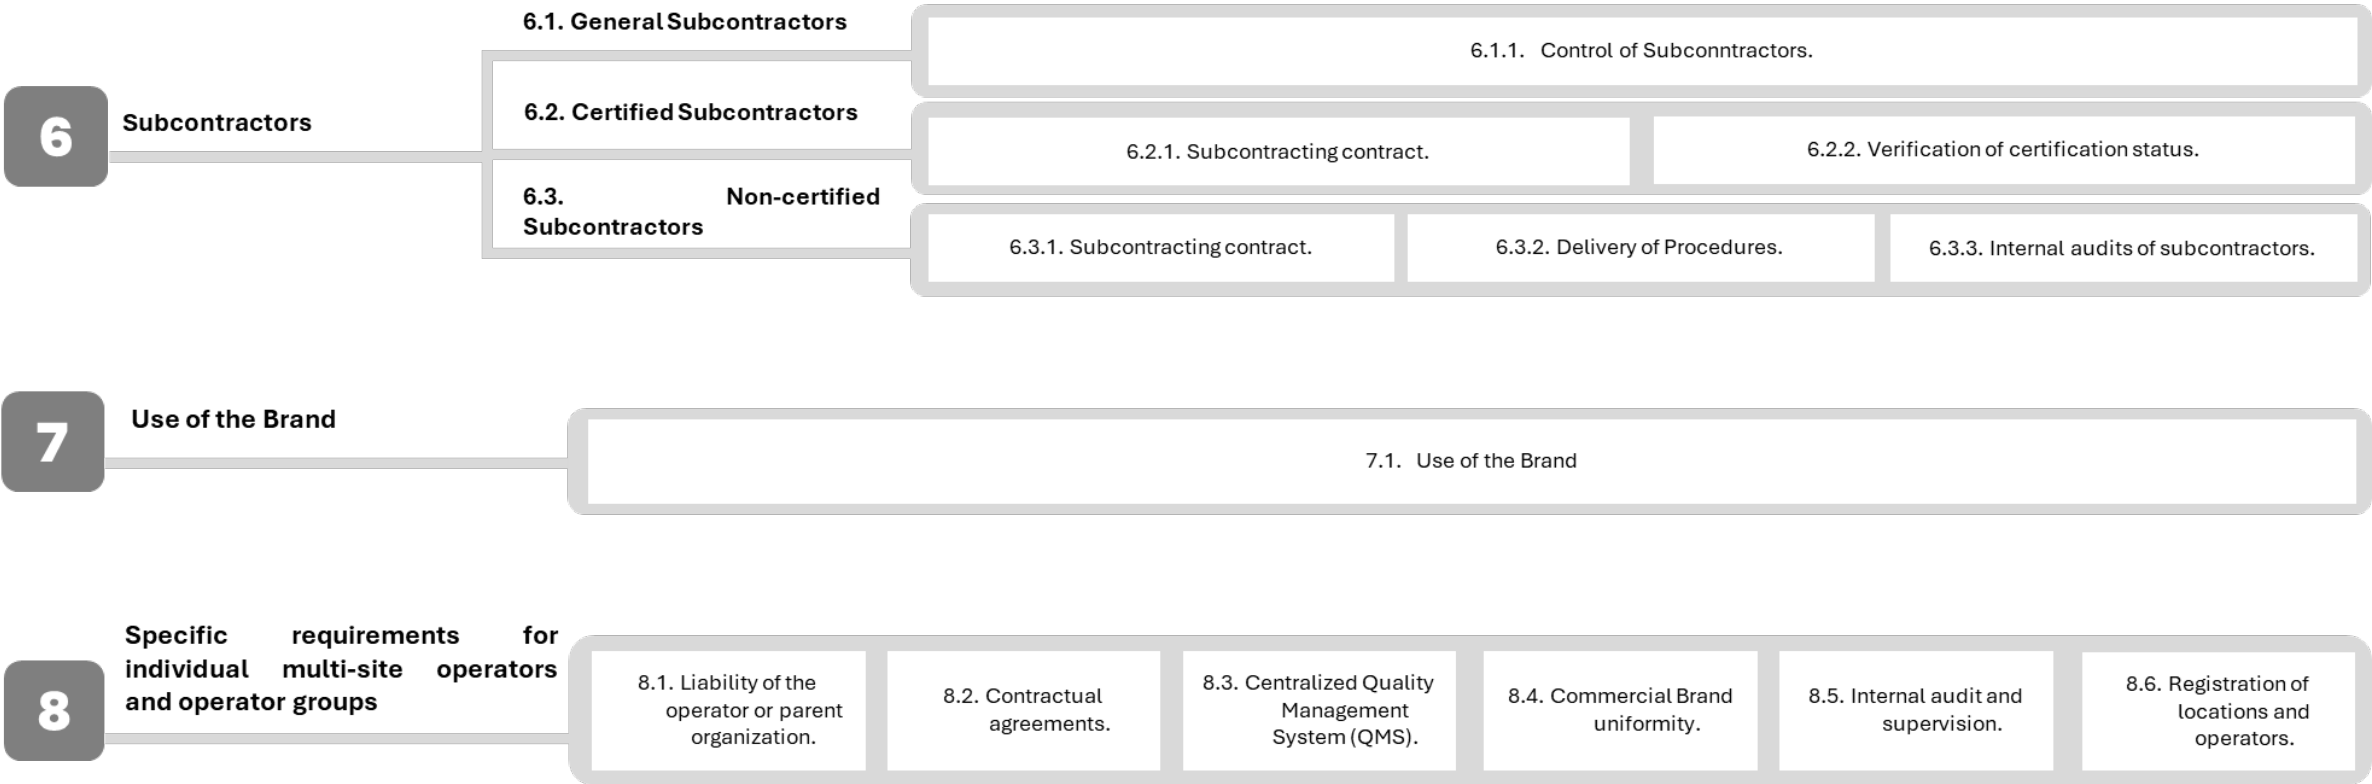 6
Subcontractors
6.1. General Subcontractors
6.1.1. Control of Subconntractors.
6.2. Certified Subcontractors
6.2.1. Subcontracting contract.
6.2.2. Verification of certification status.
6.3. Non-certified
Subcontractors
6.3.1. Subcontracting contract.
6.3.2. Delivery of Procedures.
6.3.3. Internal audits of subcontractors.
7
Use of the Brand
7.1. Use of the Brand
8
Specific requirements for
individual multi-site operators
and operator groups
8.1. Liability of the
operator or parent
organization.
8.2. Contractual
agreements.
8.3. Centralized Quality
Management
System (QMS).
8.4. Commercial Brand
uniformity.
8.5. Internal audit and
supervision.
8.6. Registration of
locations and
operators.